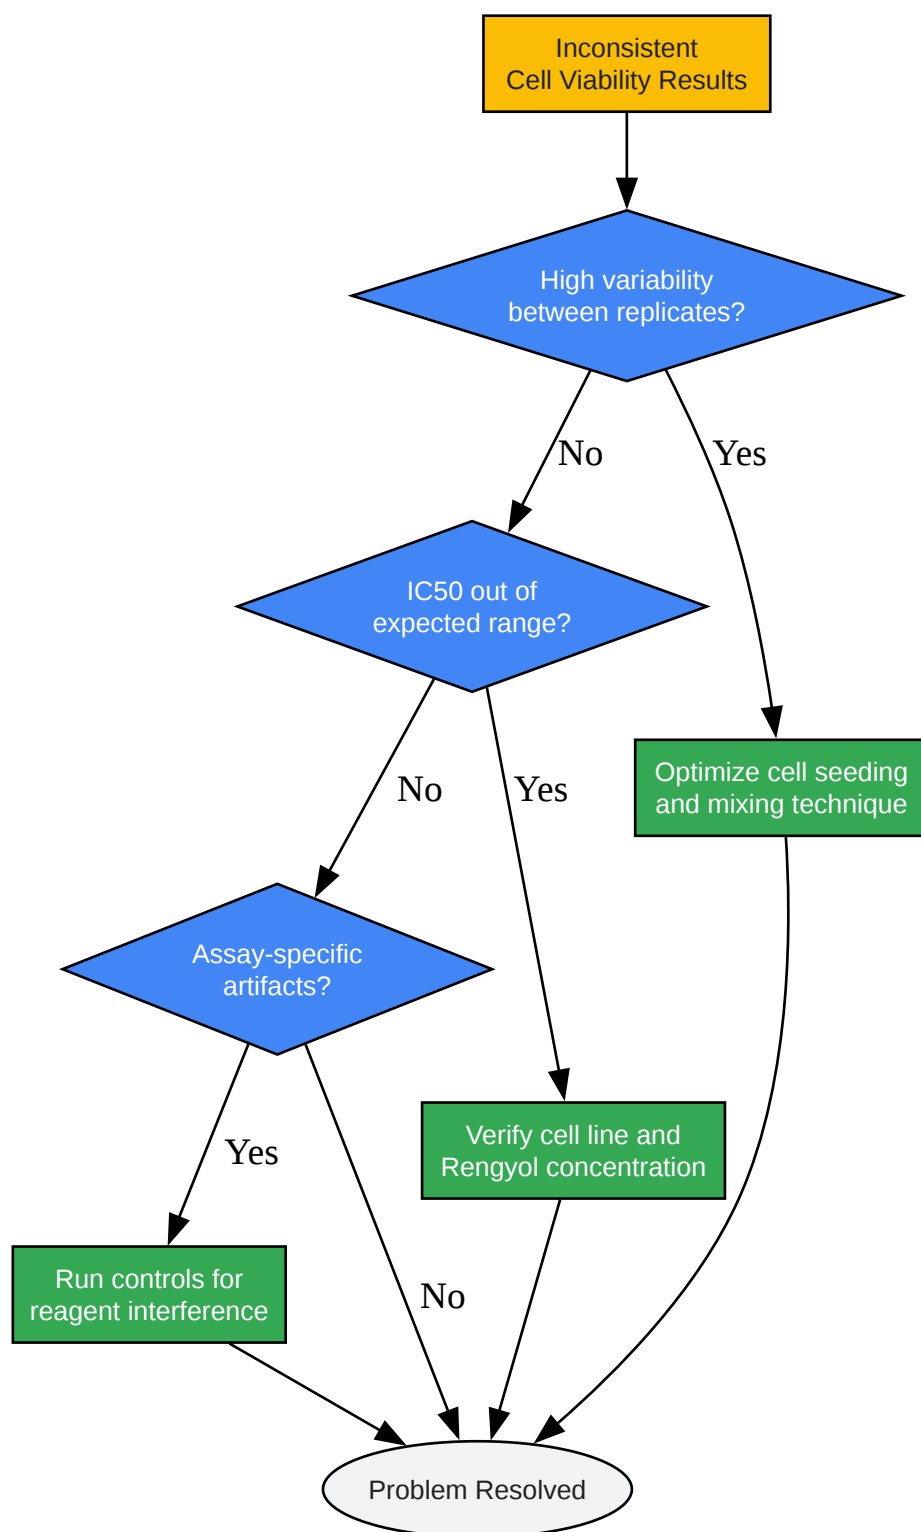 Inconsistent
Cell Viability Results
High variability
between replicates?
No
Yes
IC50 out of
expected range?
No
Yes
Optimize cell seeding
and mixing technique
Assay-specific
artifacts?
Yes
No
Verify cell line and
Rengyol concentration
Run controls for
reagent interference
Problem Resolved